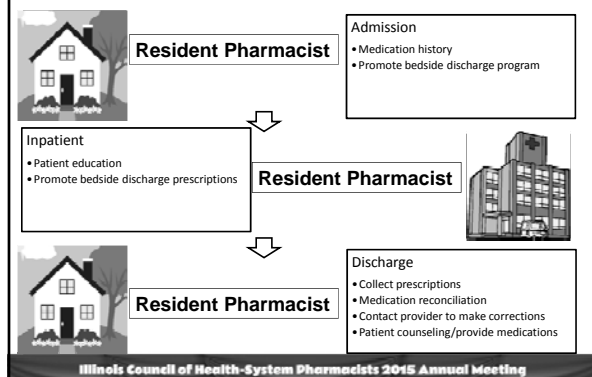 Resident Pharmacist
Admission
• Medication history
• Promote bedside discharge program
Inpatient
• Patient education
• Promote bedside discharge prescriptions
Resident Pharmacist
Resident Pharmacist
Discharge
• Collect prescriptions
• Medication reconciliation
• Contact provider to make corrections
• Patient counseling/provide medications
Illinois Council of Health-System Pharmacists 2015 Annual Meeting